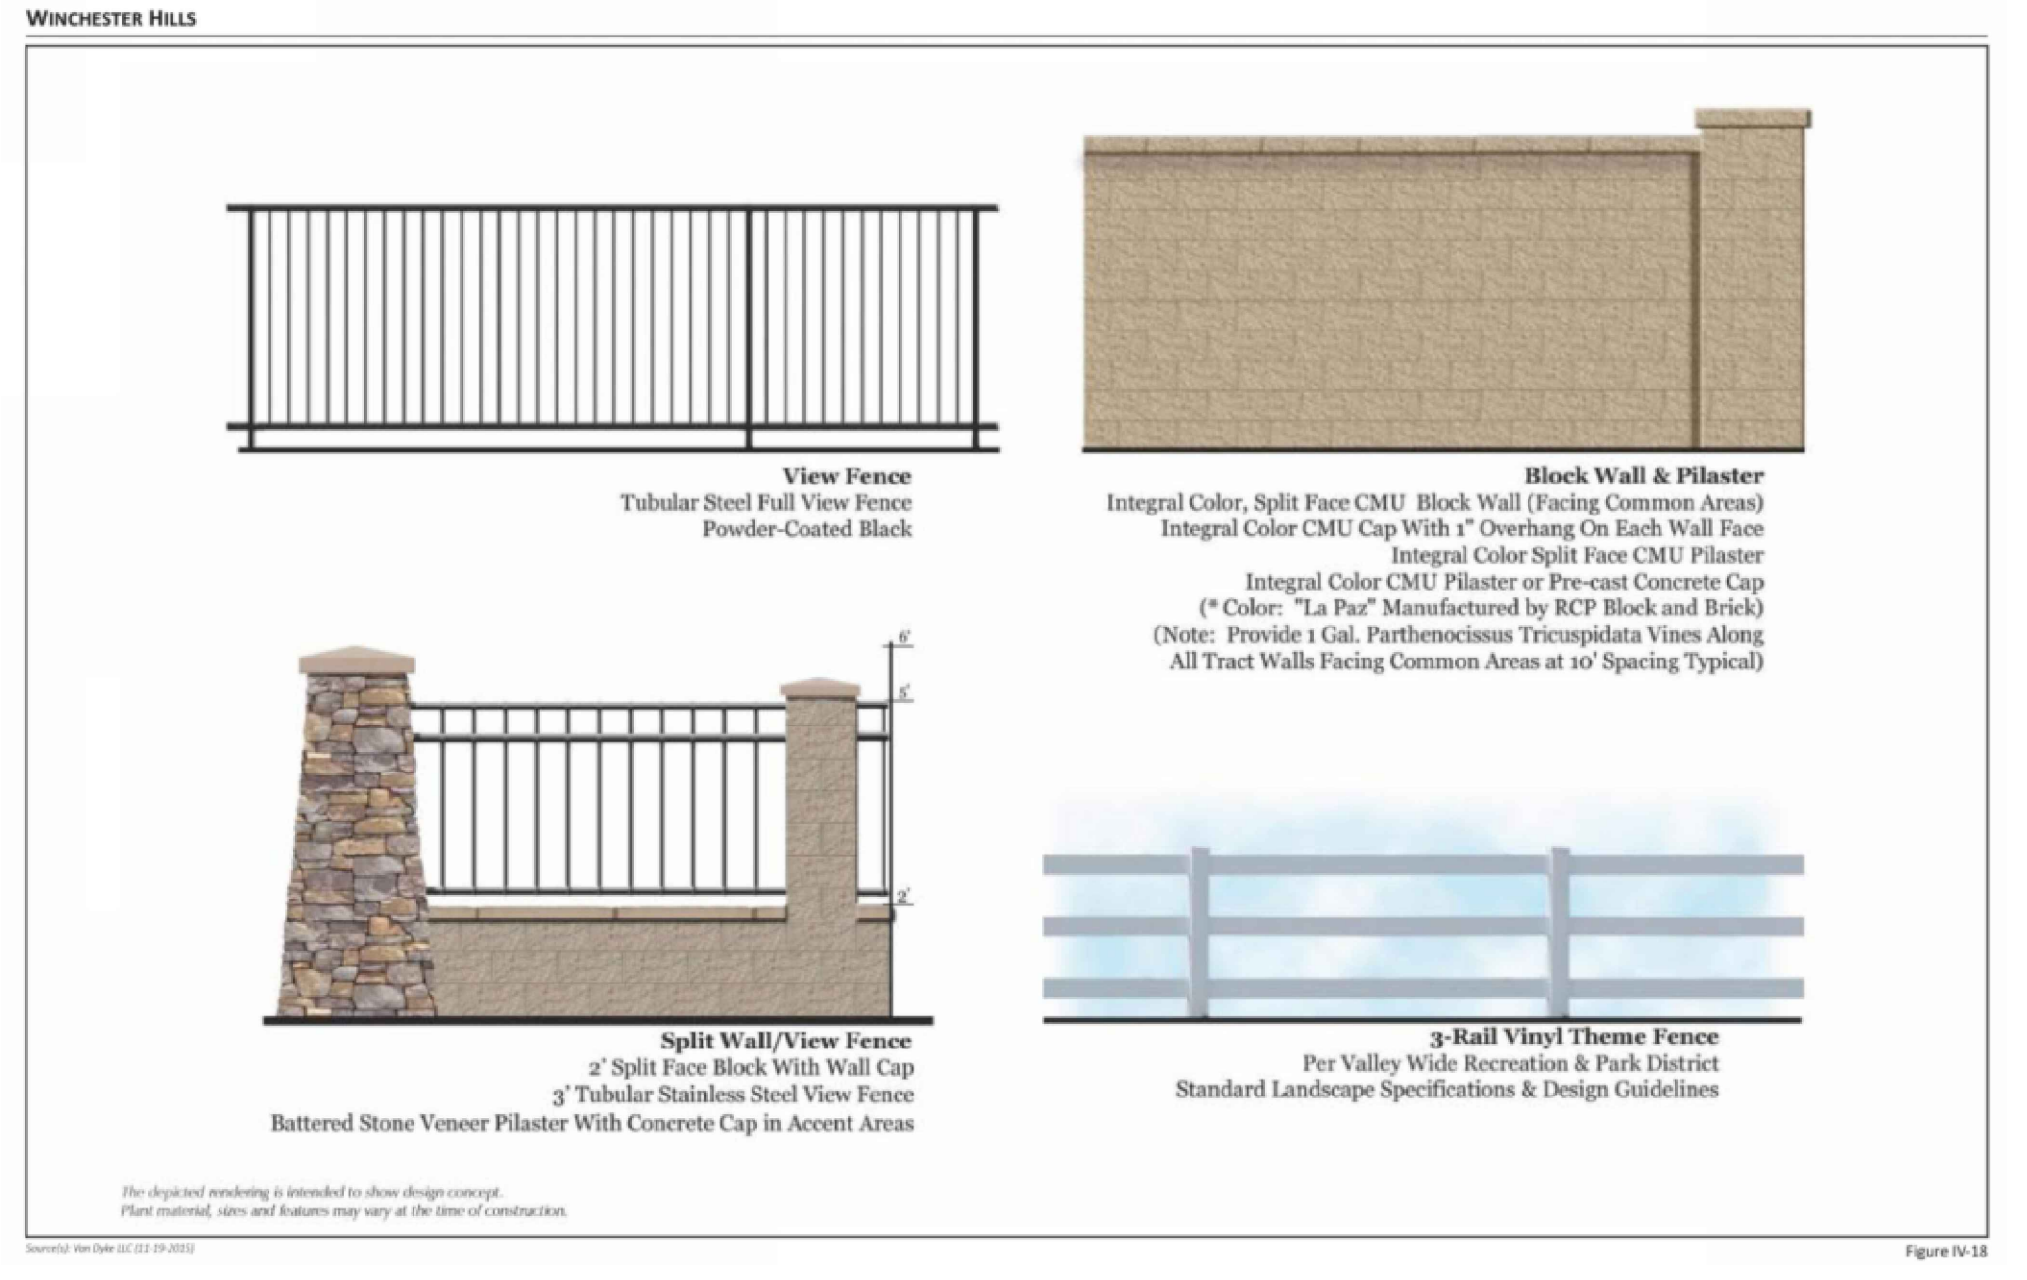 WINCHESTER HILLS
View Fence
Tubular Steel Full View Fence
Powder-Coated Black
Block Wall & Pilaster
Integral Color, Split Face CMU Block Wall (Facing Common Areas)
Integral Color CMU Cap With 1" Overhang On Each Wall Face
Integral Color Split Face CMU Pilaster
Integral Color CMU Pilaster or Pre-cast Concrete Cap
(* Color: "La Paz" Manufactured by RCP Block and Brick)
(Note: Provide 1 Gal. Parthenocissus Tricuspidata Vines Along
All Tract Walls Facing Common Areas at 10' Spacing Typical)
6'
5'
2'
Split Wall/View Fence
2' Split Face Block With Wall Cap
3' Tubular Stainless Steel View Fence
Battered Stone Veneer Pilaster With Concrete Cap in Accent Areas
3-Rail Vinyl Theme Fence
Per Valley Wide Recreation & Park District
Standard Landscape Specifications & Design Guidelines
The depicted rendering is intended to show design concept.
Plant material, sizes and features may vary at the time of construction.
Source(s): Van Dyke LLC (11-19-2015)
Figure IV-18